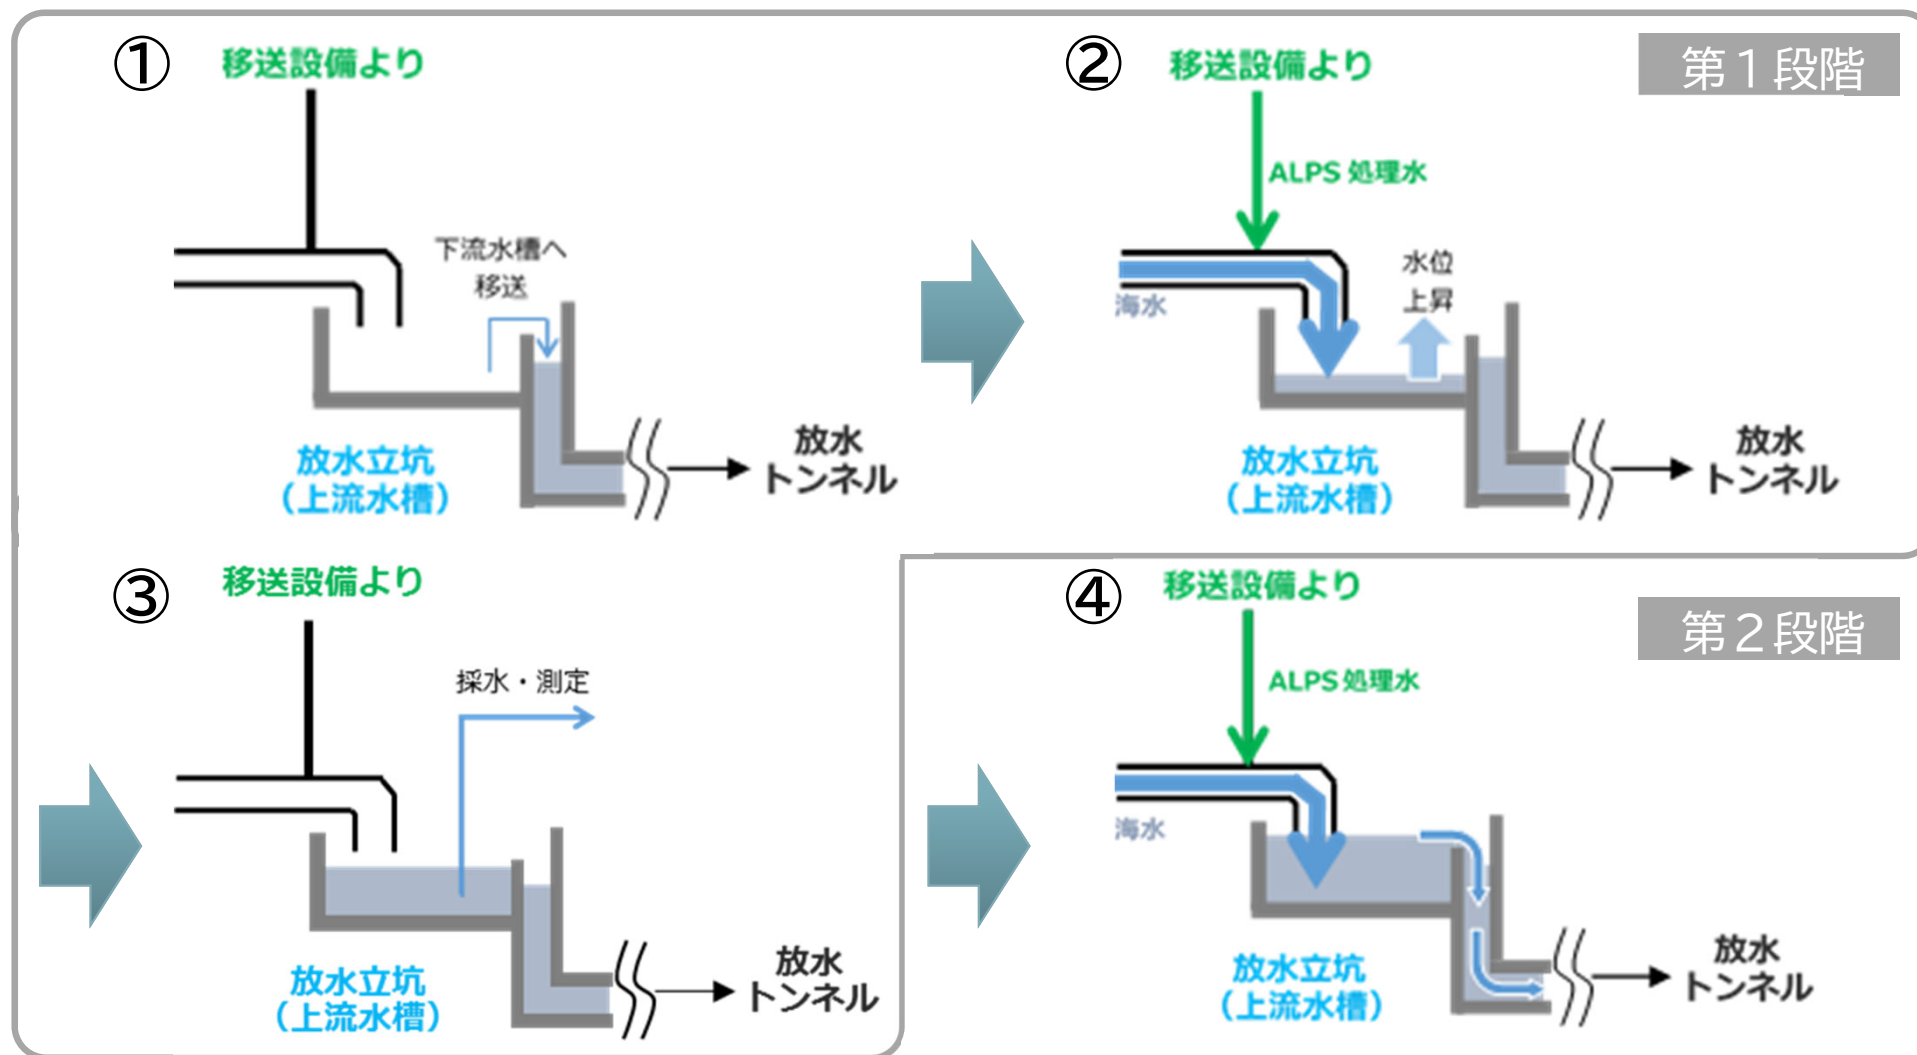 ①
移送設備より
下流水槽へ
移送
放水立坑
（上流水槽）
放水
トンネル
②
移送設備より
第１段階
ALPS 処理水
海水
水位
上昇
放水立坑
（上流水槽）
放水
トンネル
③
移送設備より
採水・測定
放水立坑
（上流水槽）
放水
トンネル
④
移送設備より
第２段階
ALPS 処理水
海水
放水立坑
（上流水槽）
放水
トンネル